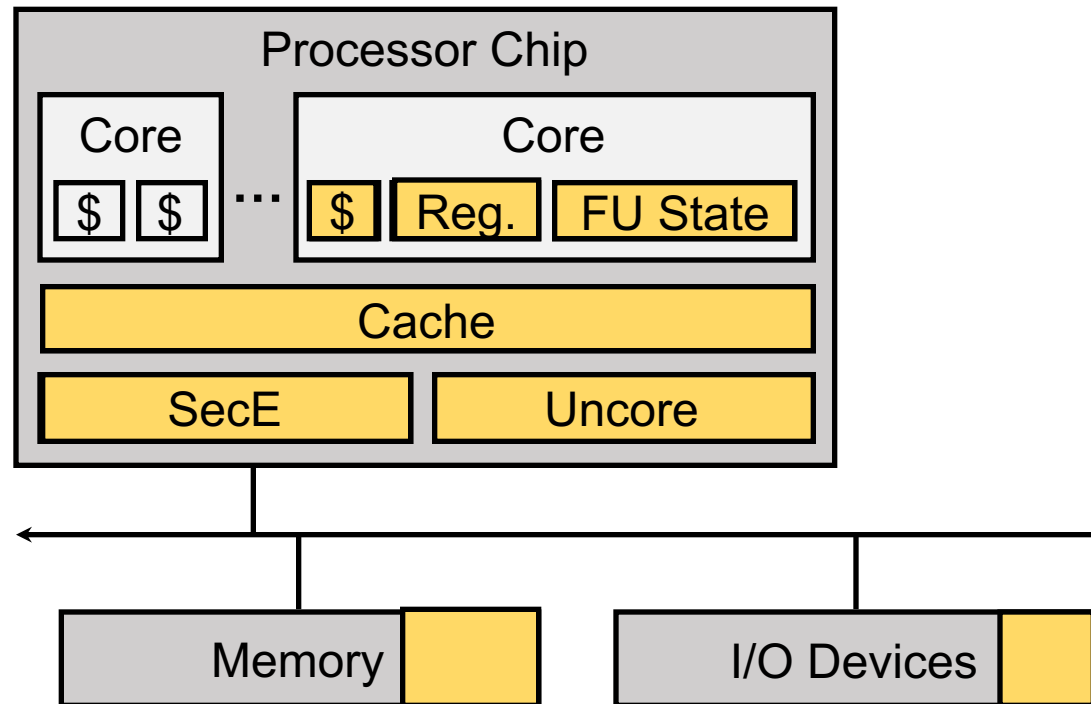 Processor Chip
Core
$ $
...
Core
$ Reg. FU State
Cache
SecE
Uncore
Memory
I/O Devices